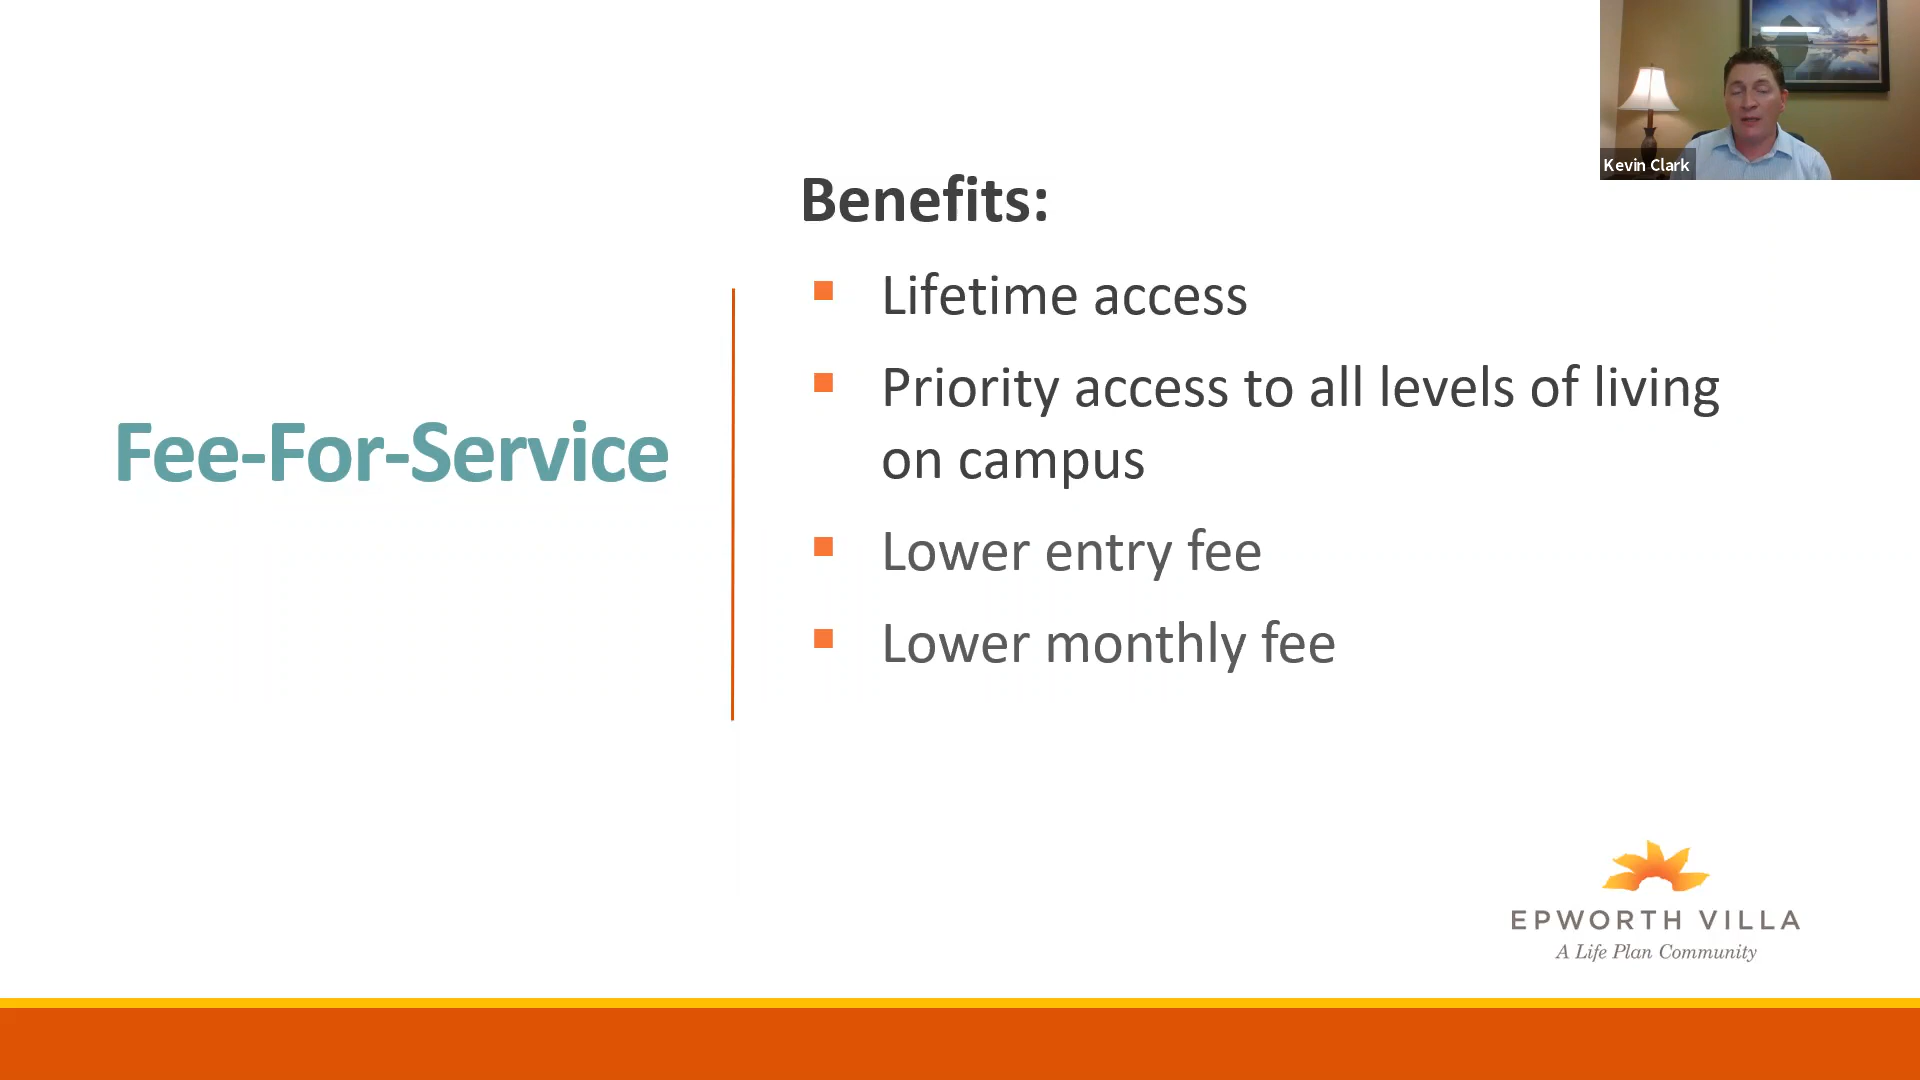 Kevin Clark
Benefits:
Lifetime access
Priority access to all levels of living
on campus
Fee-For-Service
Lower entry fee
Lower monthly fee
EPWORTH VILLA
A Life Plan Community